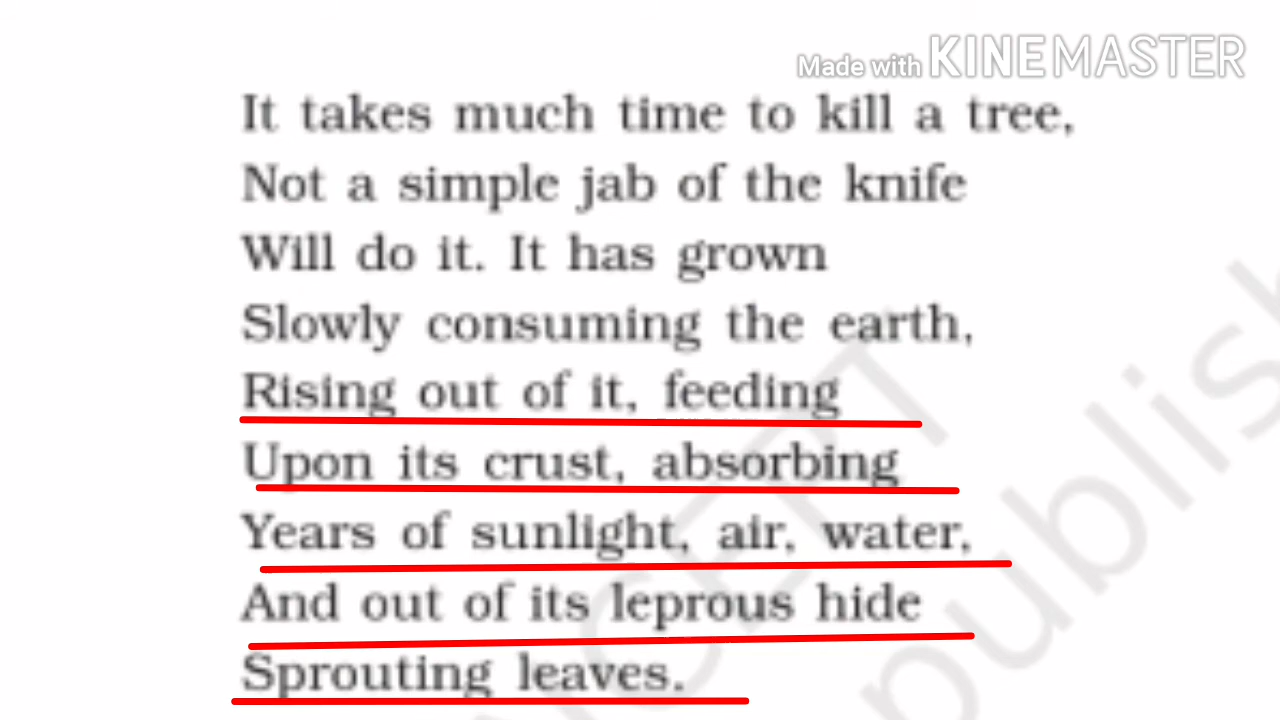 Made with KINEMASTER
It takes much time to kill a tree,
Not a simple jab of the knife
Will do it. It has grown
Slowly consuming the earth,
Rising out of it, feeding
Upon its crust, absorbing
Years of sunlight, air, water,
And out of its leprous hide
Sprouting leaves.